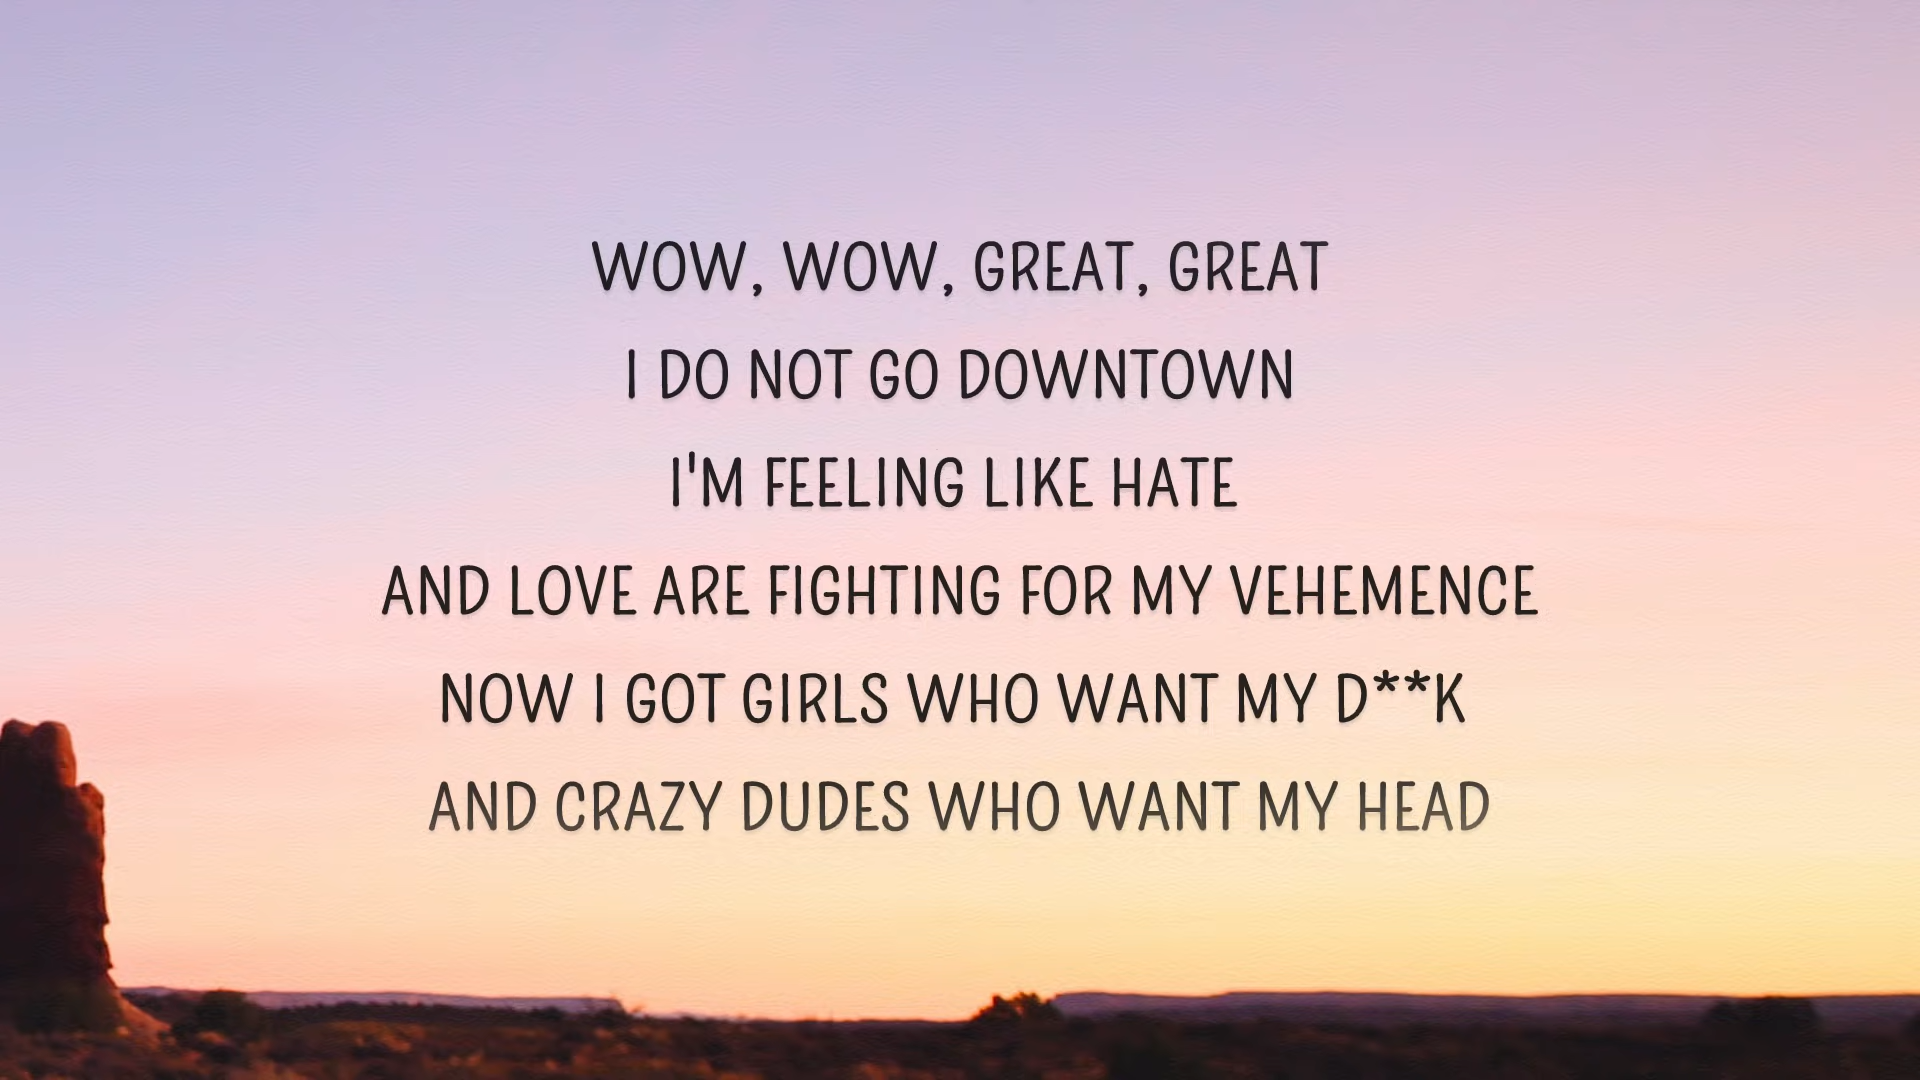 WOW, WOW, GREAT, GREAT
I DO NOT GO DOWNTOWN
I'M FEELING LIKE HATE
AND LOVE ARE FIGHTING FOR MY VEHEMENCE
NOW I GOT GIRLS WHO WANT MY D**K
AND CRAZY DUDES WHO WANT MY HEAD